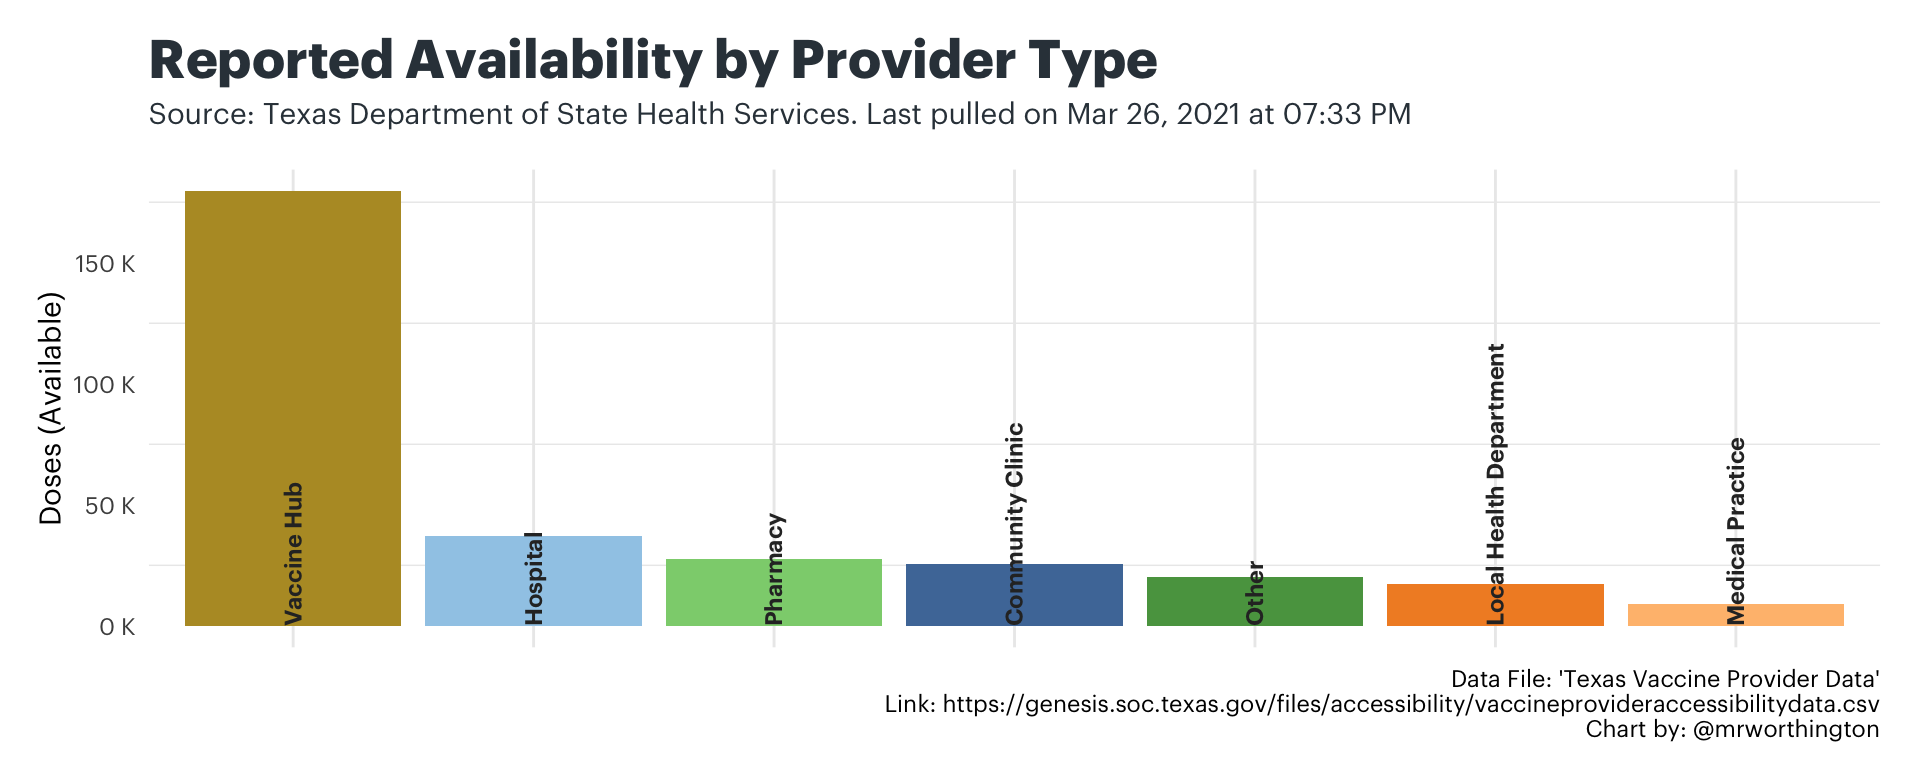 Reported Availability by Provider Type
Source: Texas Department of State Health Services. Last pulled on Mar 26, 2021 at 07:33 PM
Doses (Available)
150 K
100 K
50 K
0 K
Vaccine Hub
Hospital
Pharmacy
Community Clinic
Other
Local Health Department
Medical Practice
Data File: 'Texas Vaccine Provider Data'
Link: https://genesis.soc.texas.gov/files/accessibility/vaccineprovideraccessibilitydata.csv
Chart by: @mrworthington